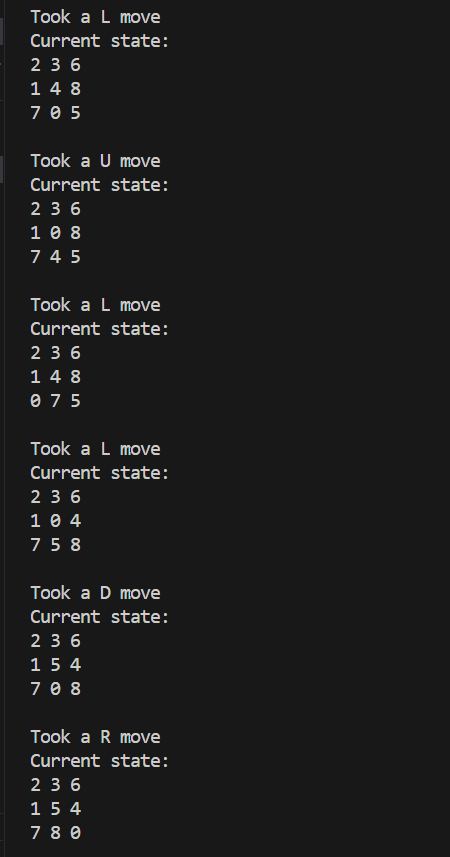 Took a L move
Current state:
2 3 6
1 4 8
7 0 5
Took a U move
Current state:
2 3 6
1 0 8
7 4 5
Took a L move
Current state:
2 3 6
1 4 8
0 7 5
Took a L move
Current state:
2 3 6
1 0 4
7 5 8
Took a D move
Current state:
2 3 6
1 5 4
7 0 8
Took a R move
Current state:
2 3 6
1 5 4
7 8 0